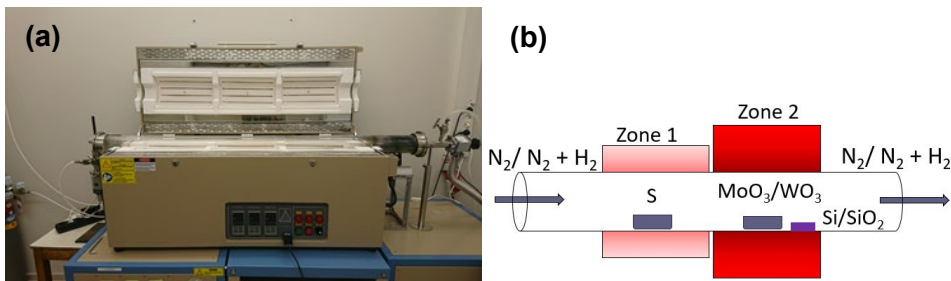 (a)
(b)
Zone 1
Zone 2
N₂/ N₂ + H₂
N₂/ N₂ + H₂
S
MoO₃/WO₃
Si/SiO₂